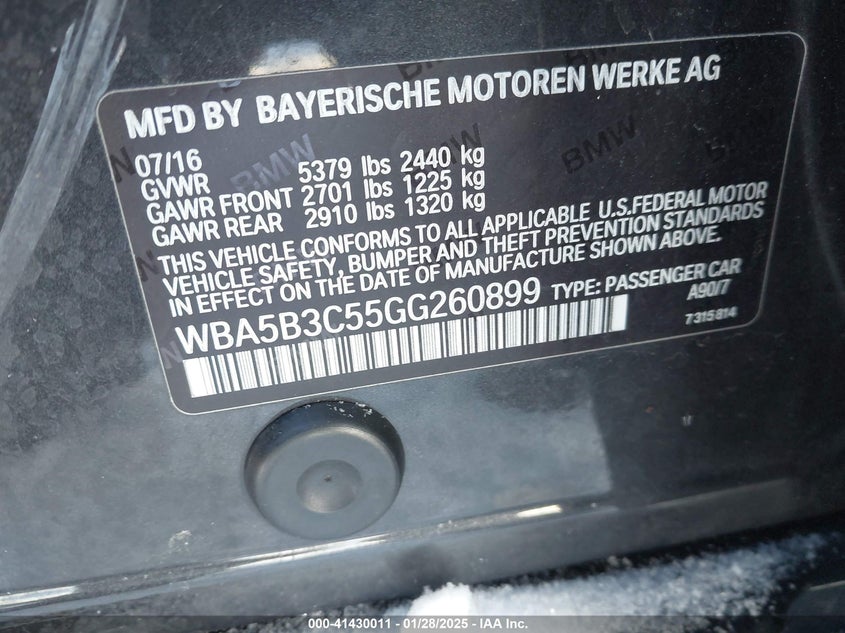 MFD BY BAYERISCHE MOTOREN WERKE AG
07/16
GVWR 5379 lbs 2440 kg
GAWR FRONT 2701 lbs 1225 kg
GAWR REAR 2910 lbs 1320 kg
THIS VEHICLE CONFORMS TO ALL APPLICABLE U.S.FEDERAL MOTOR
VEHICLE SAFETY, BUMPER AND THEFT PREVENTION STANDARDS
IN EFFECT ON THE DATE OF MANUFACTURE SHOWN ABOVE.
WBA5B3C55GG260899 TYPE: PASSENGER CAR
A90/7
7315814
BMW
BMW
BMW
000-41430011 - 01/28/2025 - IAA Inc.